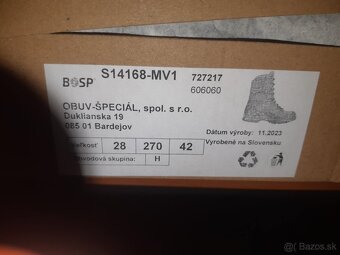 BOSP S14168-MV1 727217
606060
OBUV-ŠPECIÁL, spol. s r.o.
Duklianska 19
085 01 Bardejov
Dátum výroby: 11.2023
Vyrobené na Slovensku
28 270 42
skupina: H
bazos.sk